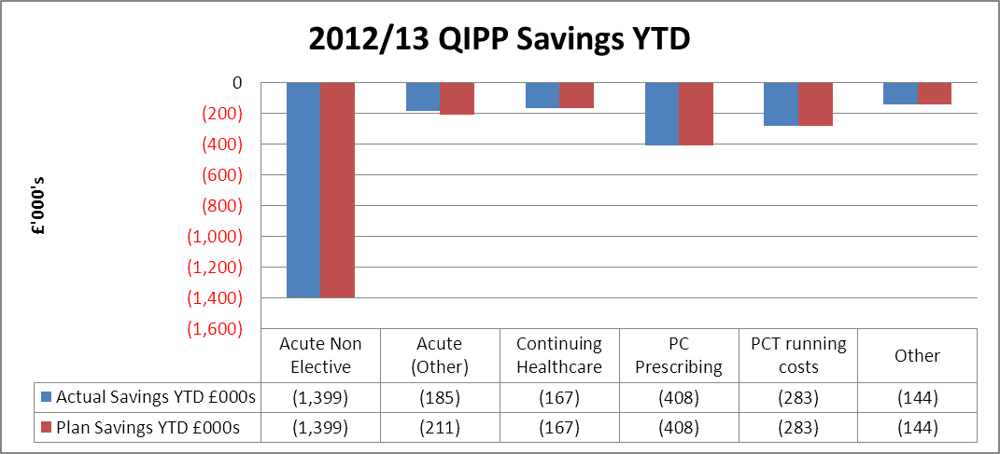 2012/13 QIPP Savings YTD
£'000's
0
(200)
(400)
(600)
(800)
(1,000)
(1,200)
(1,400)
(1,600)
Acute Non Elective
Acute (Other)
Continuing Healthcare
PC Prescribing
PCT running costs
Other
Actual Savings YTD £000s (1,399) (185) (167) (408) (283) (144)
Plan Savings YTD £000s (1,399) (211) (167) (408) (283) (144)